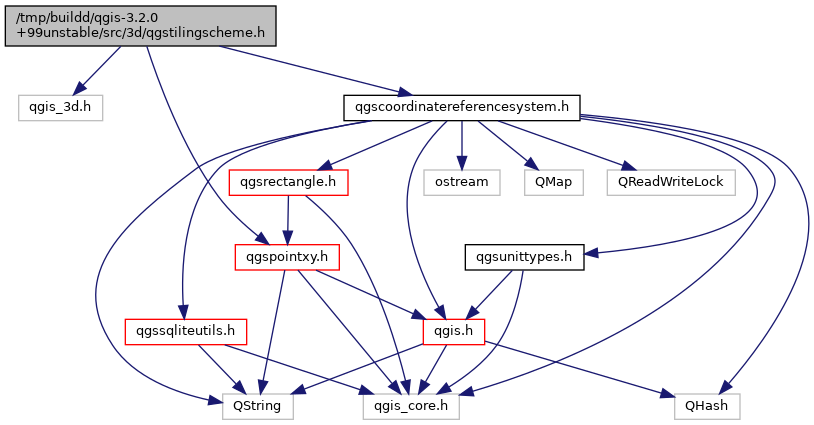 /tmp/buildd/qgis-3.2.0
+99unstable/src/3d/qgstilingscheme.h
qgis_3d.h
qgscoordinatereferencesystem.h
qgsrectangle.h
ostream
QMap
QReadWriteLock
qgspointxy.h
qgsunittypes.h
qgssqliteutils.h
qgis.h
QString
qgis_core.h
QHash